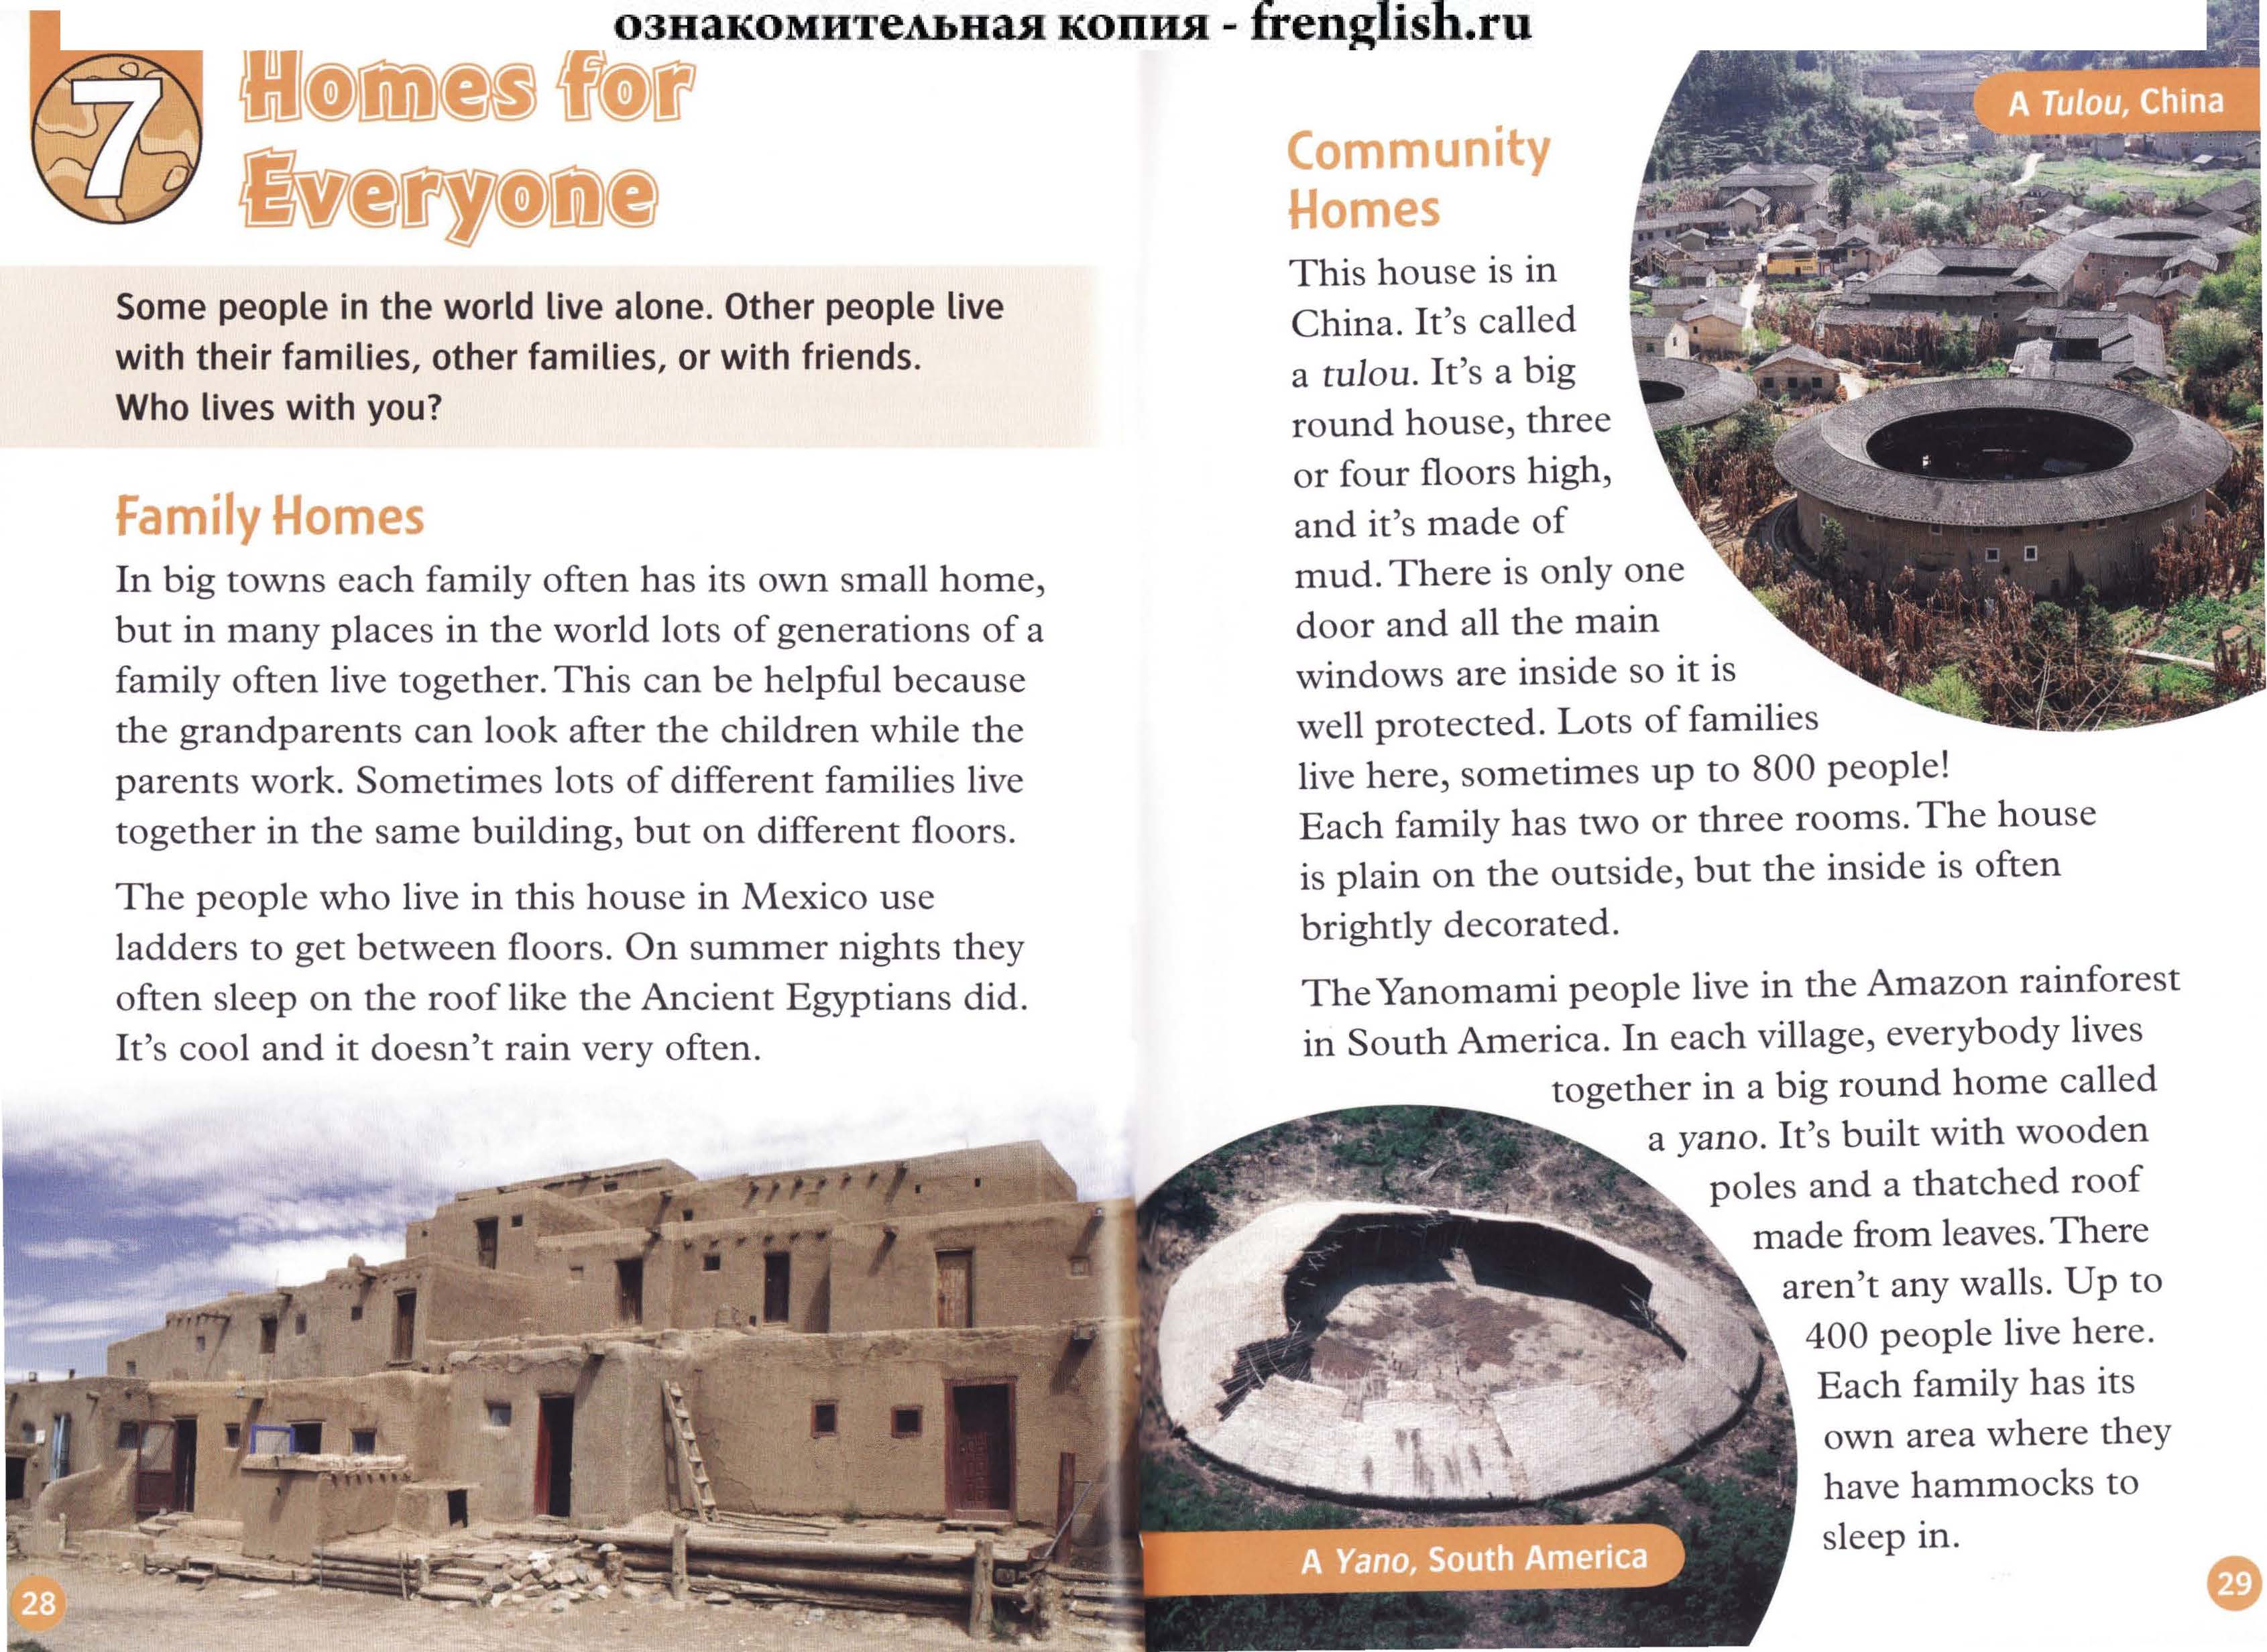 ознакомительная копия - frenglish.ru
7
Homes for
Everyone
Some people in the world live alone. Other people live
with their families, other families, or with friends.
Who lives with you?
Family Homes
In big towns each family often has its own small home,
but in many places in the world lots of generations of a
family often live together. This can be helpful because
the grandparents can look after the children while the
parents work. Sometimes lots of different families live
together in the same building, but on different floors.
The people who live in this house in Mexico use
ladders to get between floors. On summer nights they
often sleep on the roof like the Ancient Egyptians did.
It's cool and it doesn't rain very often.
28
A Tulou, China
Community
Homes
This house is in
China. It's called
a tulou. It's a big
round house, three
or four floors high,
and it's made of
mud. There is only one
door and all the main
windows are inside so it is
well protected. Lots of families
live here, sometimes up to 800 people!
Each family has two or three rooms. The house
is plain on the outside, but the inside is often
brightly decorated.
The Yanomami people live in the Amazon rainforest
in South America. In each village, everybody lives
together in a big round home called
a yano. It's built with wooden
poles and a thatched roof
made from leaves. There
aren't any walls. Up to
400 people live here.
Each family has its
own area where they
have hammocks to
sleep in.
A Yano, South America
29